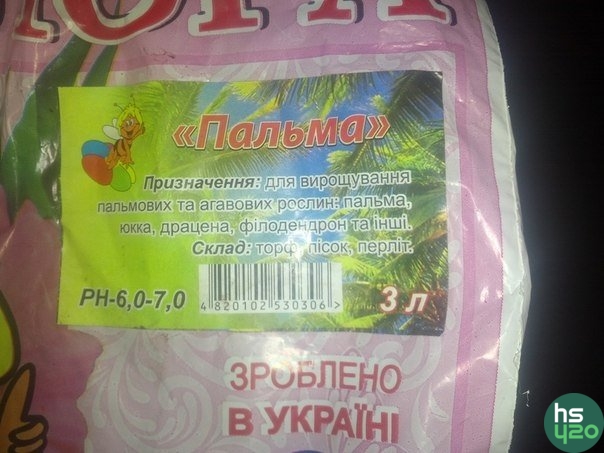 «Пальма»
Призначення: для вирощування
пальмових та агавових рослин: пальма,
юкка, драцена, філодендрон та інші.
Склад: торф, пісок, перліт.
РН-6,0-7,0
4 820102 530306 >
3 л
ЗРОБЛЕНО
В УКРАЇНІ
hs
420